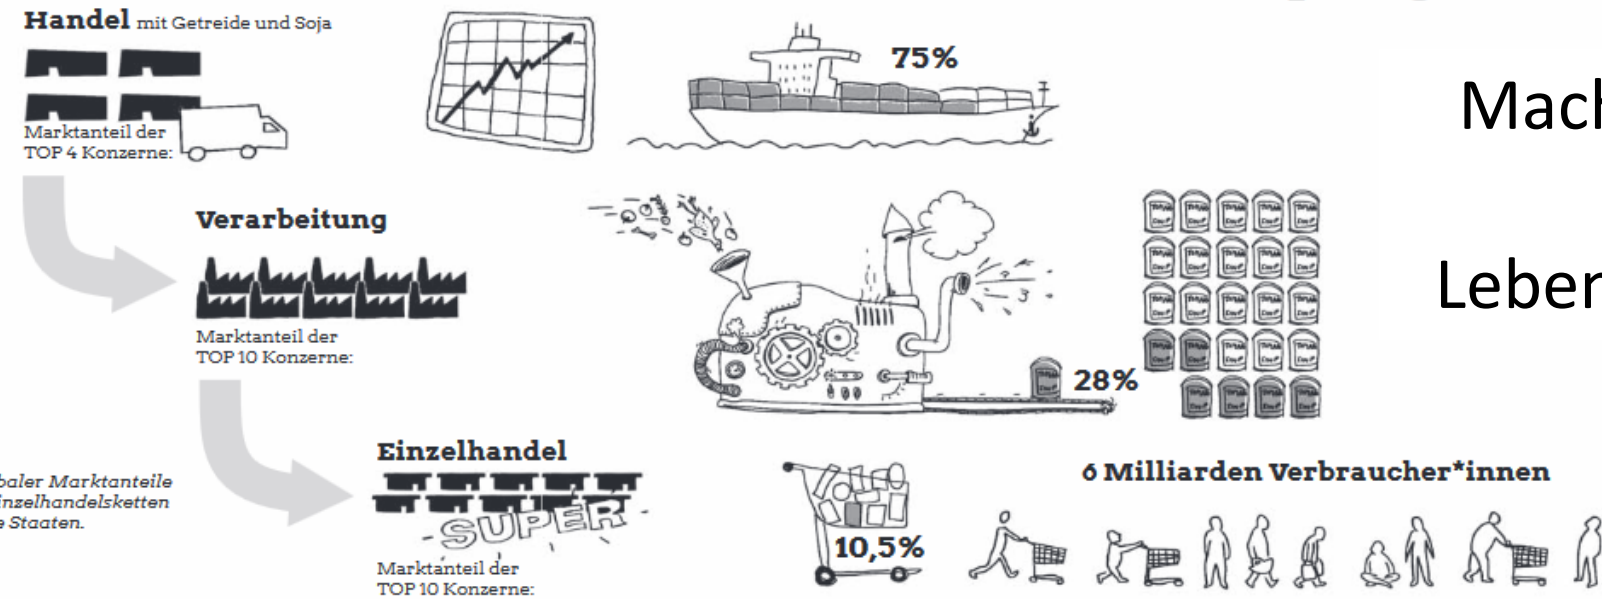 Handel mit Getreide und Soja
75%
Marktanteil der
TOP 4 Konzerne:
Mach
Verarbeitung
Leber
Marktanteil der
TOP 10 Konzerne:
28%
Einzelhandel
6 Milliarden Verbraucher*innen
baler Marktanteile
inzelhandelsketten
e Staaten.
SUPER
10,5%
Marktanteil der
TOP 10 Konzerne: